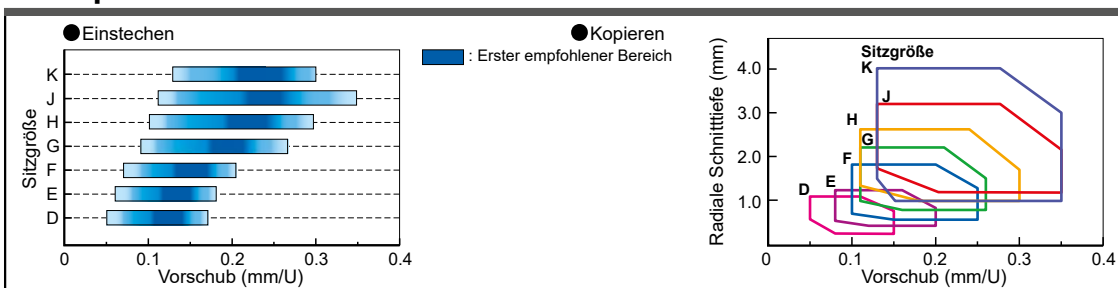 ●Einstechen
: Erster empfohlener Bereich
Sitzgröße
K
J
H
G
F
E
D
0 0.1 0.2 0.3 0.4
Vorschub (mm/U)
●Kopieren
Radiale Schnitttiefe (mm)
4.0
3.0
2.0
1.0
Sitzgröße
K
J
H
G
F
E
D
0 0.1 0.2 0.3 0.4
Vorschub (mm/U)